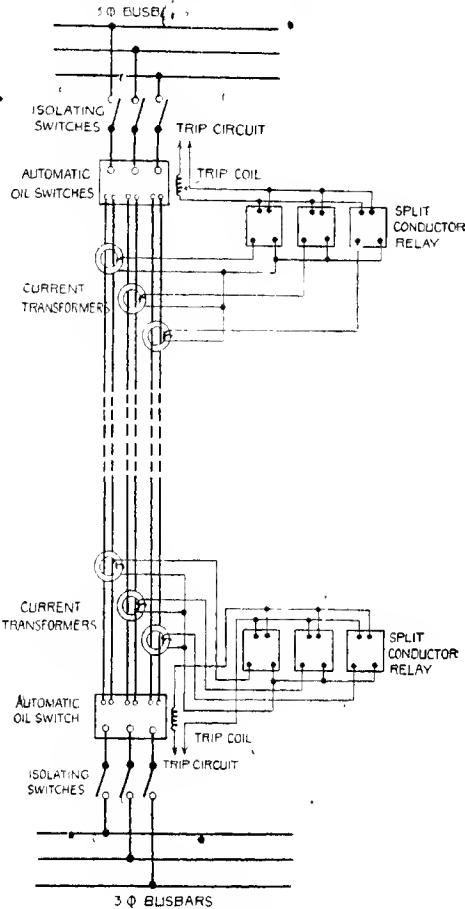 3 Φ BUSB
ISOLATING
SWITCHES
TRIP CIRCUIT
AUTOMATIC
OIL SWITCHES
TRIP COIL
SPLIT
CONDUCTOR
RELAY
CURRENT
TRANSFORMERS
CURRENT
TRANSFORMERS
SPLIT
CONDUCTOR
RELAY
AUTOMATIC
OIL SWITCH
TRIP COIL
TRIP CIRCUIT
ISOLATING
SWITCHES
3 Φ BUSBARS